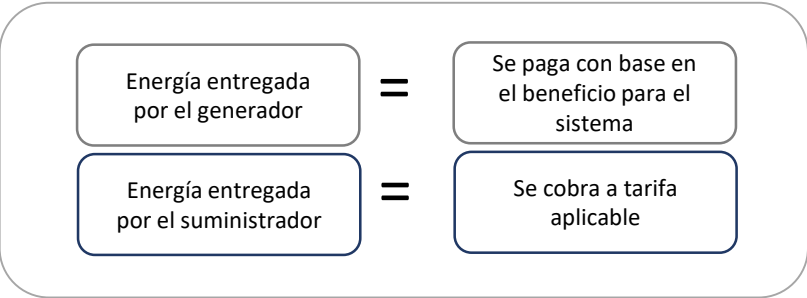 Energía entregada
por el generador
=
Se paga con base en
el beneficio para el
sistema
Energía entregada
por el suministrador
=
Se cobra a tarifa
aplicable